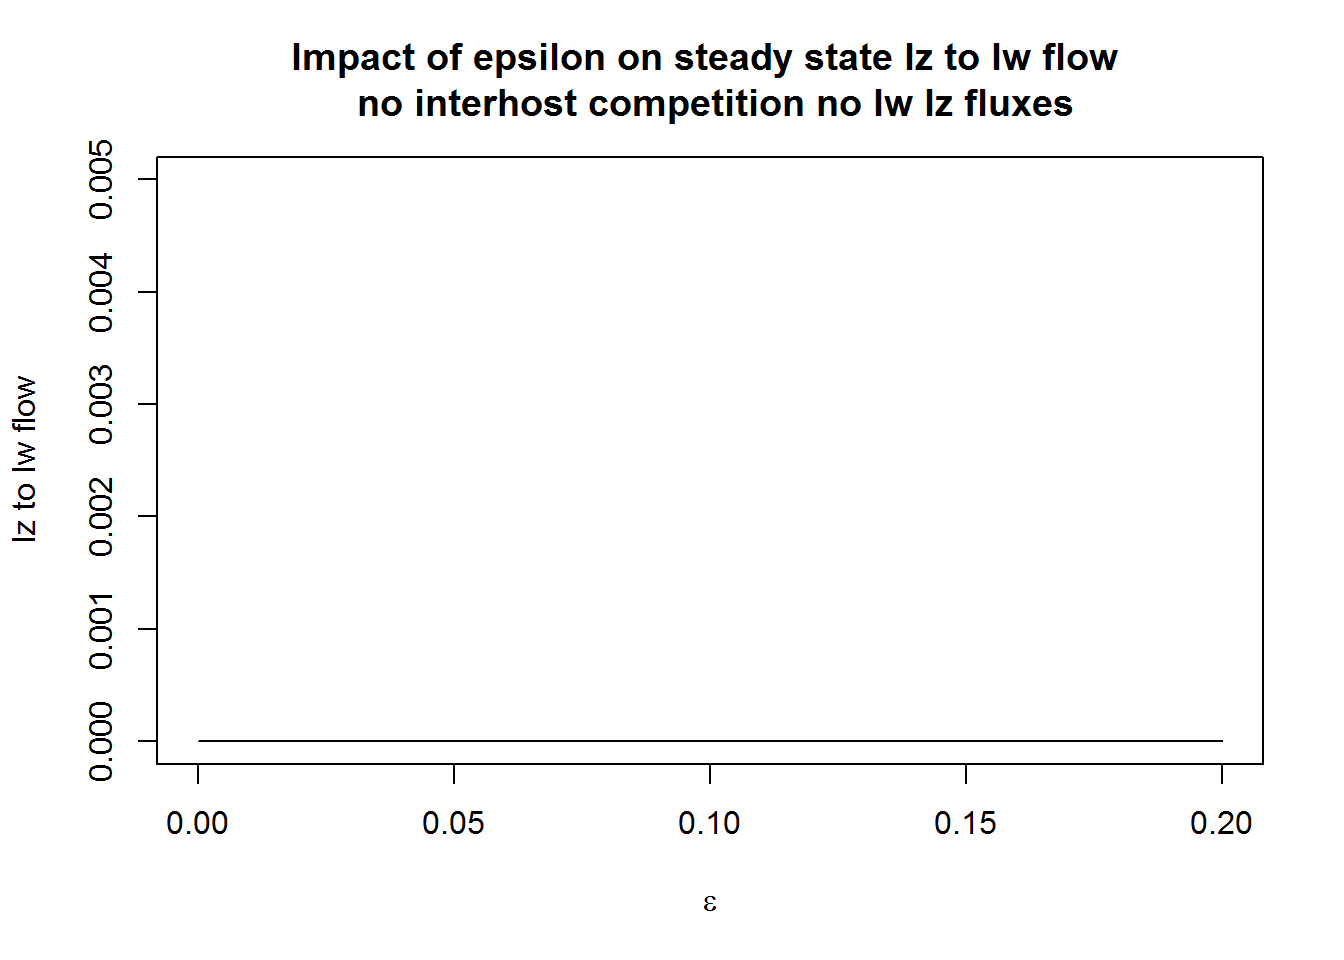 Impact of epsilon on steady state Iz to Iw flow
no interhost competition no Iw Iz fluxes
Iz to Iw flow
0.005
0.004
0.003
0.002
0.001
0.000
0.00 0.05 0.10 0.15 0.20
ε